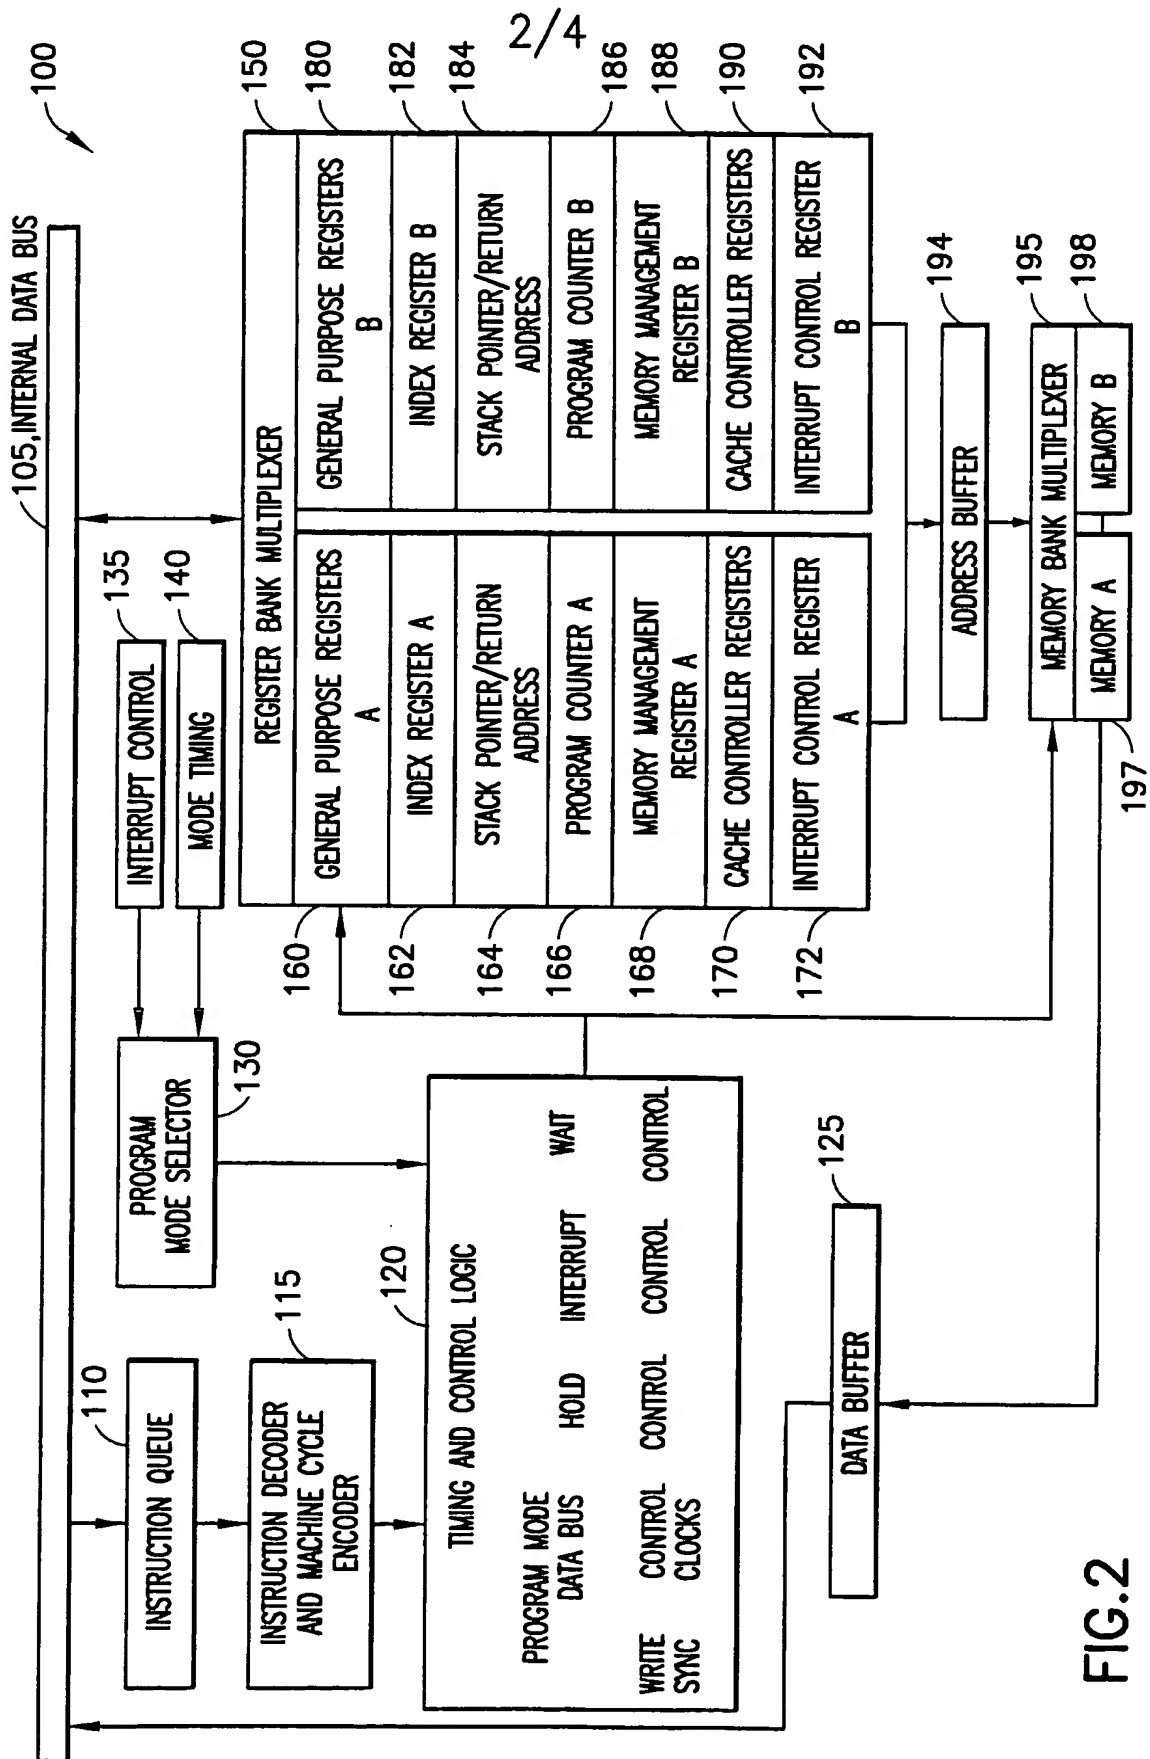 2/4
100
105,INTERNAL DATA BUS
INTERRUPT CONTROL
135
MODE TIMING
140
PROGRAM
MODE SELECTOR
130
110
INSTRUCTION QUEUE
115
INSTRUCTION DECODER
AND MACHINE CYCLE
ENCODER
120
TIMING AND CONTROL LOGIC
PROGRAM MODE
DATA BUS
HOLD
INTERRUPT
WAIT
WRITE
SYNC
CONTROL
CLOCKS
CONTROL
CONTROL
CONTROL
125
DATA BUFFER
REGISTER BANK MULTIPLEXER
150
160
GENERAL PURPOSE REGISTERS
A
GENERAL PURPOSE REGISTERS
B
180
162
INDEX REGISTER A
INDEX REGISTER B
182
164
STACK POINTER/RETURN
ADDRESS
STACK POINTER/RETURN
ADDRESS
184
166
PROGRAM COUNTER A
PROGRAM COUNTER B
186
168
MEMORY MANAGEMENT
REGISTER A
MEMORY MANAGEMENT
REGISTER B
188
170
CACHE CONTROLLER REGISTERS
CACHE CONTROLLER REGISTERS
190
172
INTERRUPT CONTROL REGISTER
A
INTERRUPT CONTROL REGISTER
B
192
ADDRESS BUFFER
194
MEMORY BANK MULTIPLEXER
195
197
MEMORY A
MEMORY B
198
FIG.2